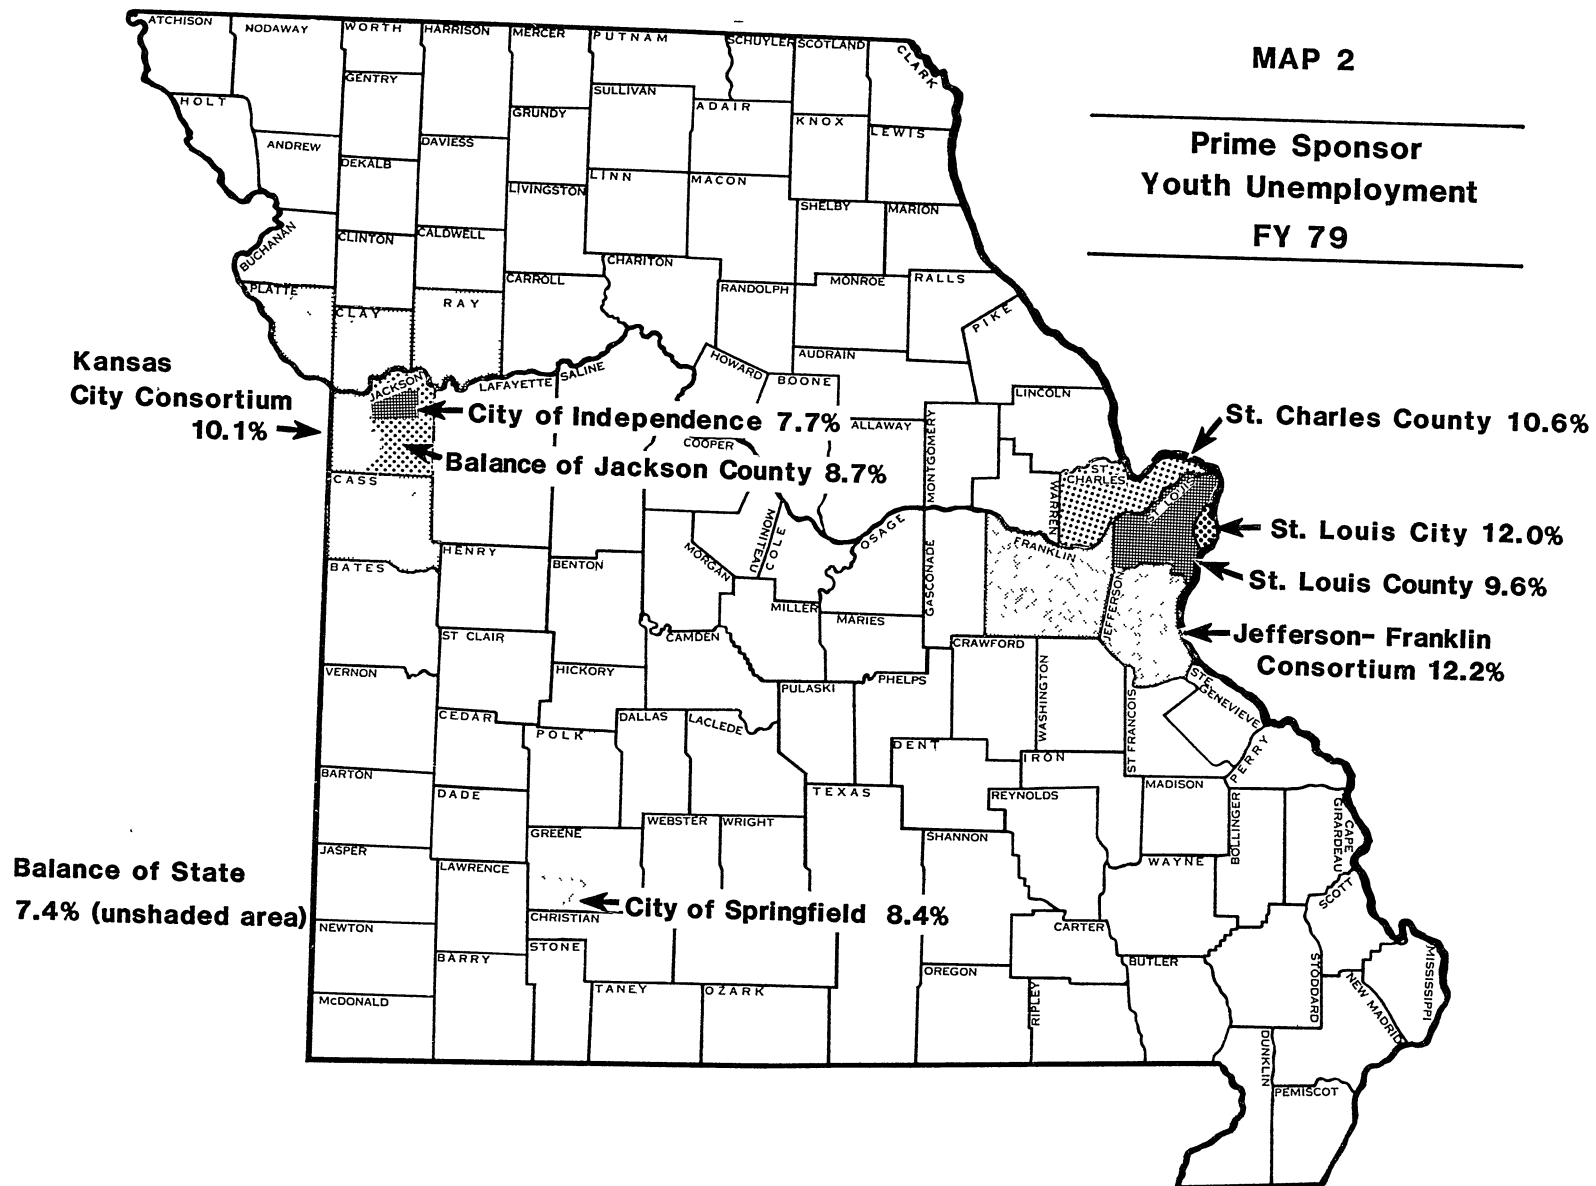 MAP 2
Prime Sponsor
Youth Unemployment
FY 79
ATCHISON
NODAWAY
WORTH
HARRISON
MERCER
PUTNAM
SCHUYLER
SCOTLAND
CLARK
HOLT
GENTRY
SULLIVAN
ADAIR
GRUNDY
KNOX
LEWIS
ANDREW
DAVIESS
DEKALB
LIVINGSTON
LINN
MACON
SHELBY
MARION
BUCHANAN
CLINTON
CALDWELL
CARROLL
CHARITON
RANDOLPH
MONROE
RALLS
PLATTE
CLAY
RAY
PIKE
AUDRAIN
HOWARD
BOONE
JACKSON
LAFAYETTE
SALINE
LINCOLN
Kansas
City Consortium
10.1%
City of Independence 7.7%
Balance of Jackson County 8.7%
COOPER
ALLAWAY
MONTGOMERY
WARREN
ST.
CHARLES
ST. LOUIS
St. Charles County 10.6%
St. Louis City 12.0%
St. Louis County 9.6%
Jefferson- Franklin
Consortium 12.2%
CASS
BATES
HENRY
BENTON
MORGAN
MONITEAU
COLE
OSAGE
GASCONADE
FRANKLIN
JEFFERSON
MILLER
MARIES
CAMDEN
ST CLAIR
HICKORY
VERNON
CEDAR
POLK
DALLAS
LACLEDE
PULASKI
PHELPS
CRAWFORD
WASHINGTON
ST FRANCOIS
STE.
GENEVIEVE
PERRY
DENT
IRON
MADISON
BARTON
DADE
GREENE
WEBSTER
WRIGHT
TEXAS
REYNOLDS
SHANNON
WAYNE
BOLLINGER
CAPE
GIRARDEAU
SCOTT
JASPER
LAWRENCE
Balance of State
7.4% (unshaded area)
City of Springfield 8.4%
CHRISTIAN
NEWTON
STONE
BARRY
CARTER
BUTLER
STODDARD
MISSISSIPPI
NEW MADRID
McDONALD
TANEY
OZARK
OREGON
RIPLEY
DUNKLIN
PEMISCOT